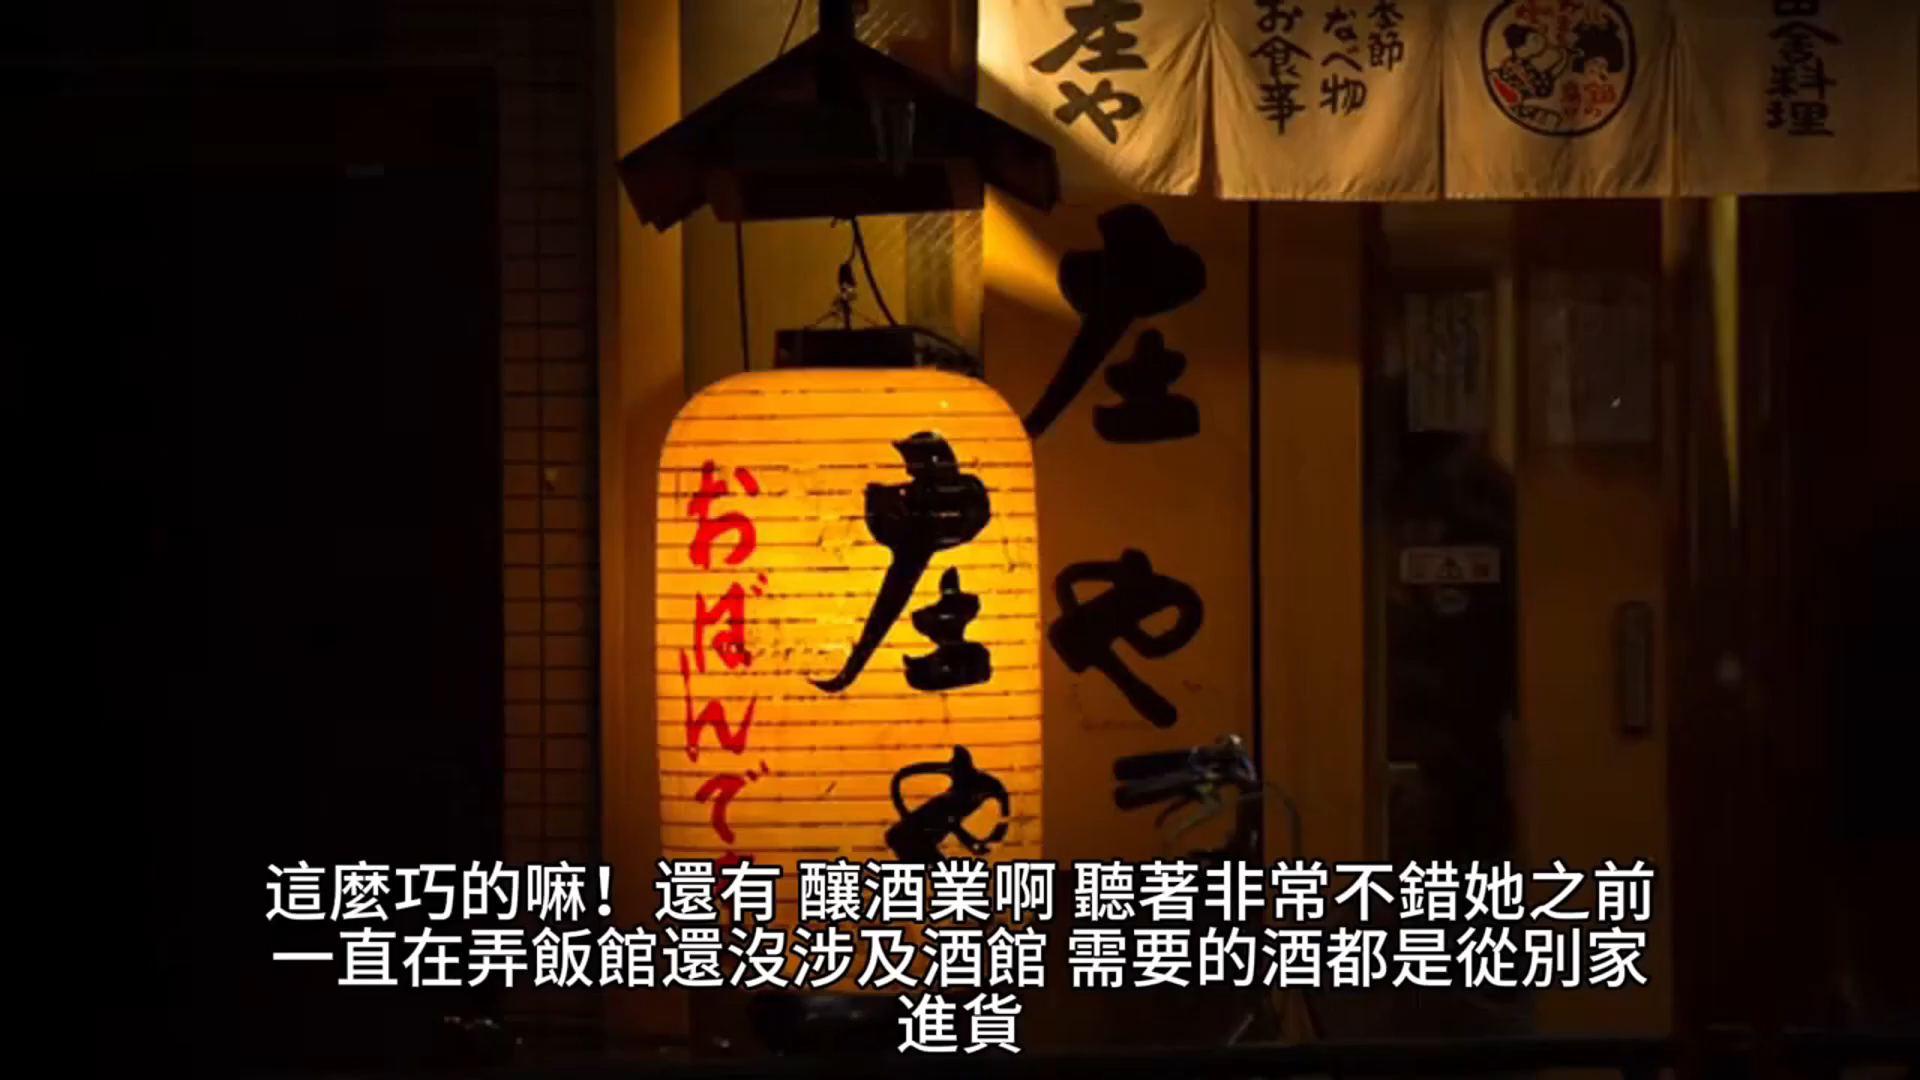 庄や
お食事
なべ物
田舎料理
庄や
庄や
おばんで
這麼巧的嘛！還有 釀酒業啊 聽著非常不錯她之前
一直在弄飯館還沒涉及酒館 需要的酒都是從別家
進貨